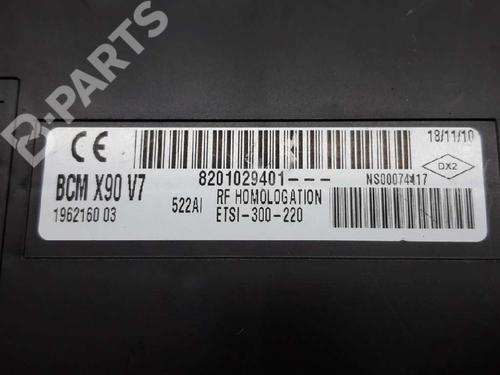 B-PARTS
CE
18/11/10
DX2
BCM X90 V7
8201029401---
NS00074417
1962160 03
522AI
RF HOMOLOGATION
ETSI-300-220